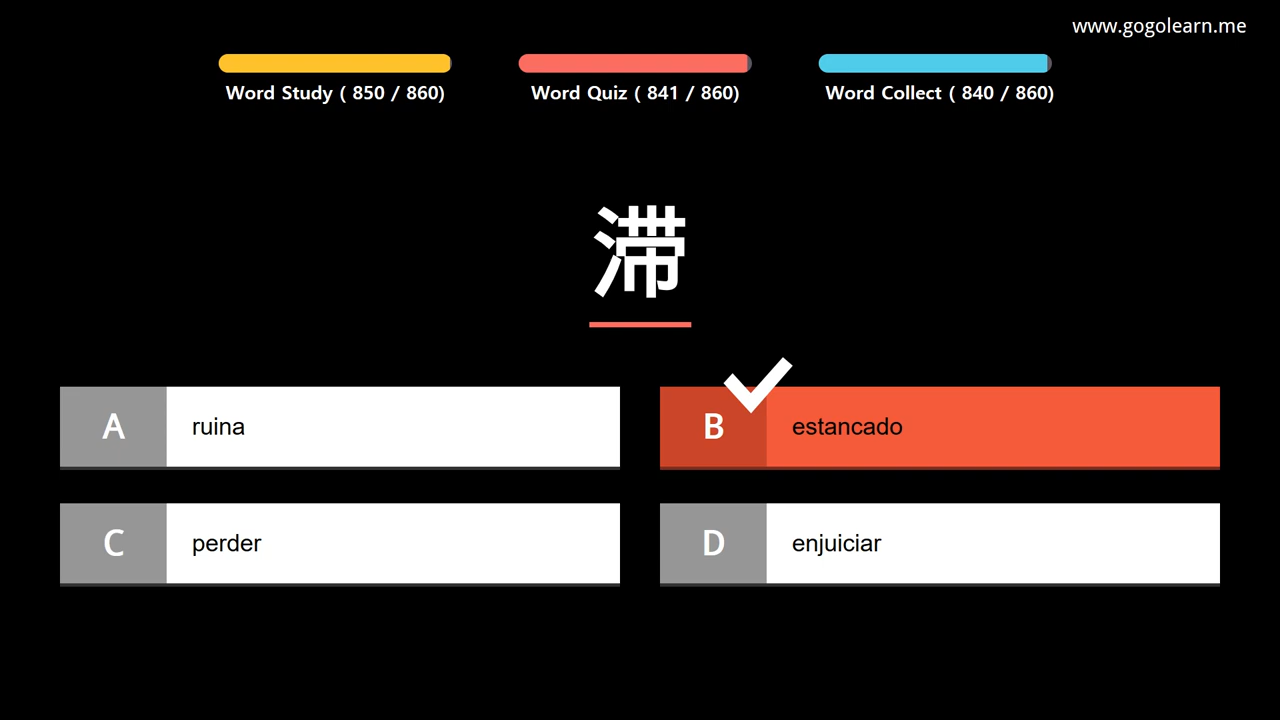 www.gogolearn.me
Word Study ( 850 / 860)
Word Quiz ( 841 / 860)
Word Collect ( 840 / 860)
滞
A
ruina
B
estancado
C
perder
D
enjuiciar